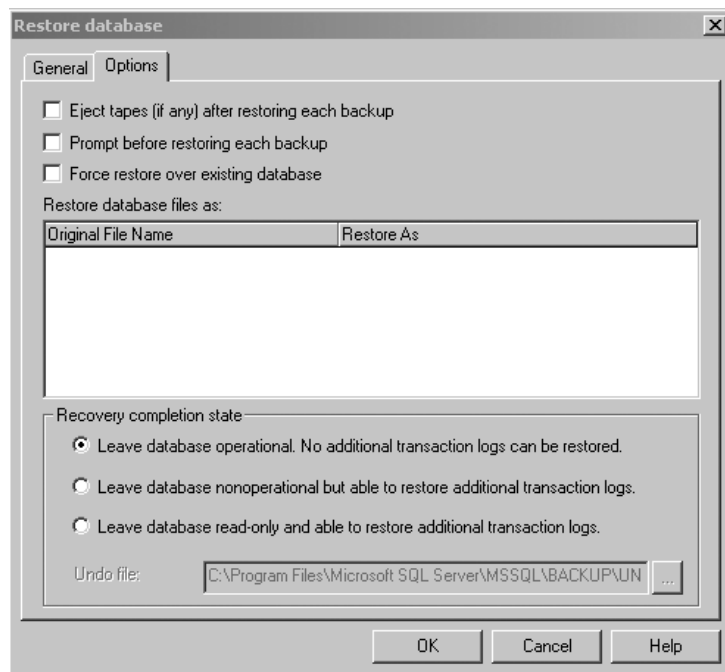 Restore database
General Options
Eject tapes (if any) after restoring each backup
Prompt before restoring each backup
Force restore over existing database
Restore database files as:
Original File Name Restore As
Recovery completion state
Leave database operational. No additional transaction logs can be restored.
Leave database nonoperational but able to restore additional transaction logs.
Leave database read-only and able to restore additional transaction logs.
Undo file: C:\Program Files\Microsoft SQL Server\MSSQL\BACKUP\UN ...
OK Cancel Help